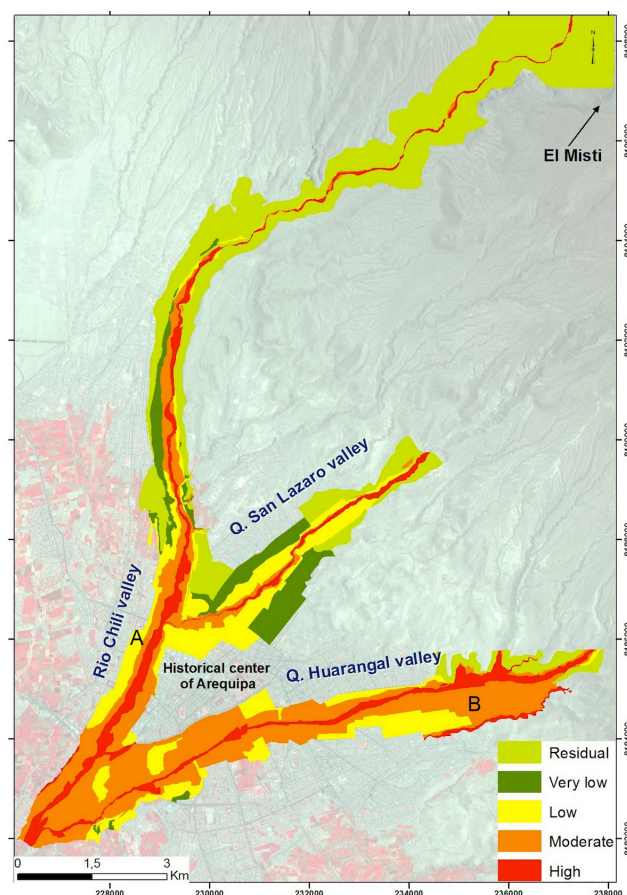 N
El Misti
Q. San Lazaro valley
Rio Chili valley
A
Historical center
of Arequipa
Q. Huarangal valley
B
Residual
Very low
Low
Moderate
High
0 1,5 3
Km
228000 230000 232000 234000 236000 238000